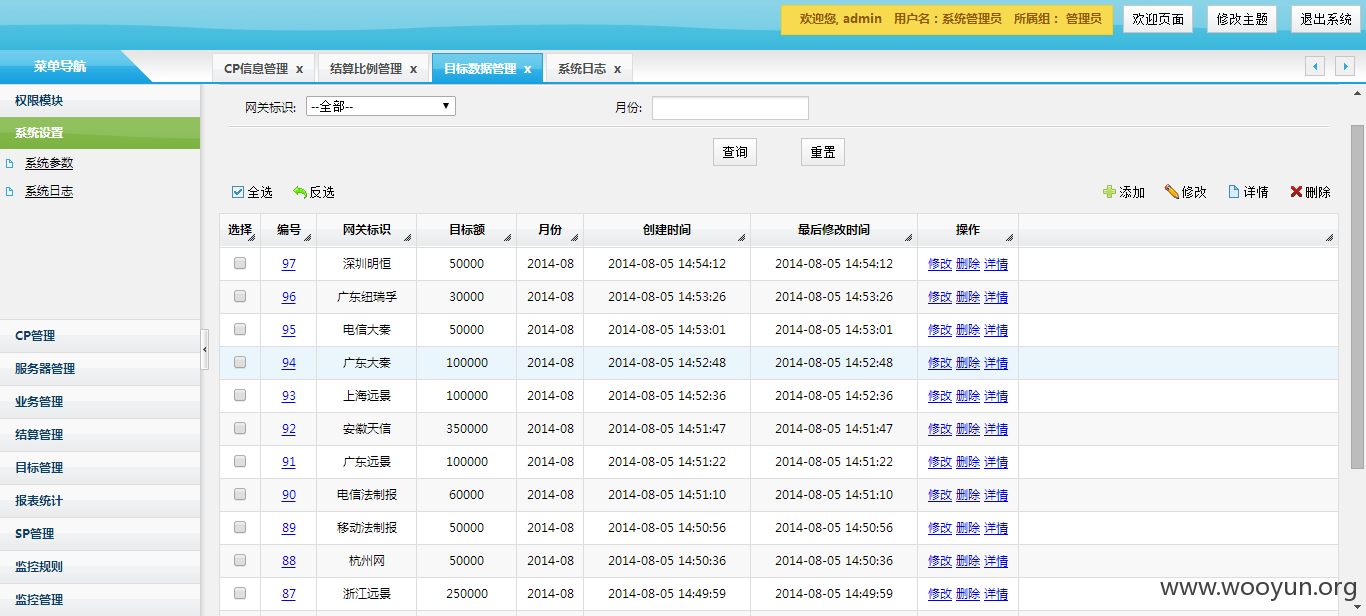 欢迎您, admin 用户名：系统管理员 所属组： 管理员 欢迎页面 修改主题 退出系统
菜单导航 CP信息管理 x 结算比例管理 x 目标数据管理 x 系统日志 x
权限模块
系统设置
系统参数
系统日志
CP管理
服务器管理
业务管理
结算管理
目标管理
报表统计
SP管理
监控规则
监控管理
网关标识: --全部-- 月份:
查询 重置
全选 反选 添加 修改 详情 删除
选择 编号 网关标识 目标额 月份 创建时间 最后修改时间 操作
97 深圳明恒 50000 2014-08 2014-08-05 14:54:12 2014-08-05 14:54:12 修改 删除 详情
96 广东纽瑞孚 30000 2014-08 2014-08-05 14:53:26 2014-08-05 14:53:26 修改 删除 详情
95 电信大秦 50000 2014-08 2014-08-05 14:53:01 2014-08-05 14:53:01 修改 删除 详情
94 广东大秦 100000 2014-08 2014-08-05 14:52:48 2014-08-05 14:52:48 修改 删除 详情
93 上海远景 100000 2014-08 2014-08-05 14:52:36 2014-08-05 14:52:36 修改 删除 详情
92 安徽天信 350000 2014-08 2014-08-05 14:51:47 2014-08-05 14:51:47 修改 删除 详情
91 广东远景 100000 2014-08 2014-08-05 14:51:22 2014-08-05 14:51:22 修改 删除 详情
90 电信法制报 60000 2014-08 2014-08-05 14:51:10 2014-08-05 14:51:10 修改 删除 详情
89 移动法制报 50000 2014-08 2014-08-05 14:50:56 2014-08-05 14:50:56 修改 删除 详情
88 杭州网 50000 2014-08 2014-08-05 14:50:36 2014-08-05 14:50:36 修改 删除 详情
87 浙江远景 250000 2014-08 2014-08-05 14:49:59 2014-08-05 14:49:59 修改 删除 详情
www.wooyun.org